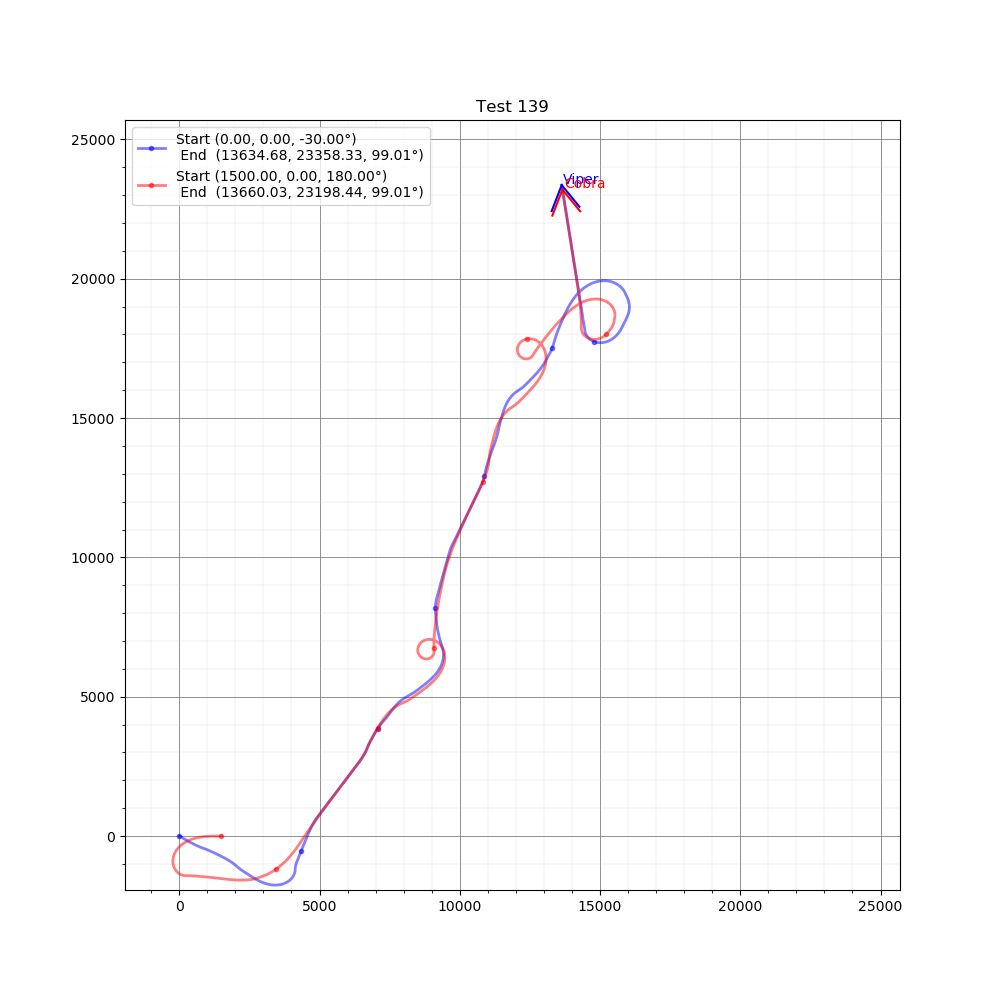 Test 139
Start (0.00, 0.00, -30.00°)
End  (13634.68, 23358.33, 99.01°)
Start (1500.00, 0.00, 180.00°)
End  (13660.03, 23198.44, 99.01°)
Viper
Cobra
25000
20000
15000
10000
5000
0
0
5000
10000
15000
20000
25000